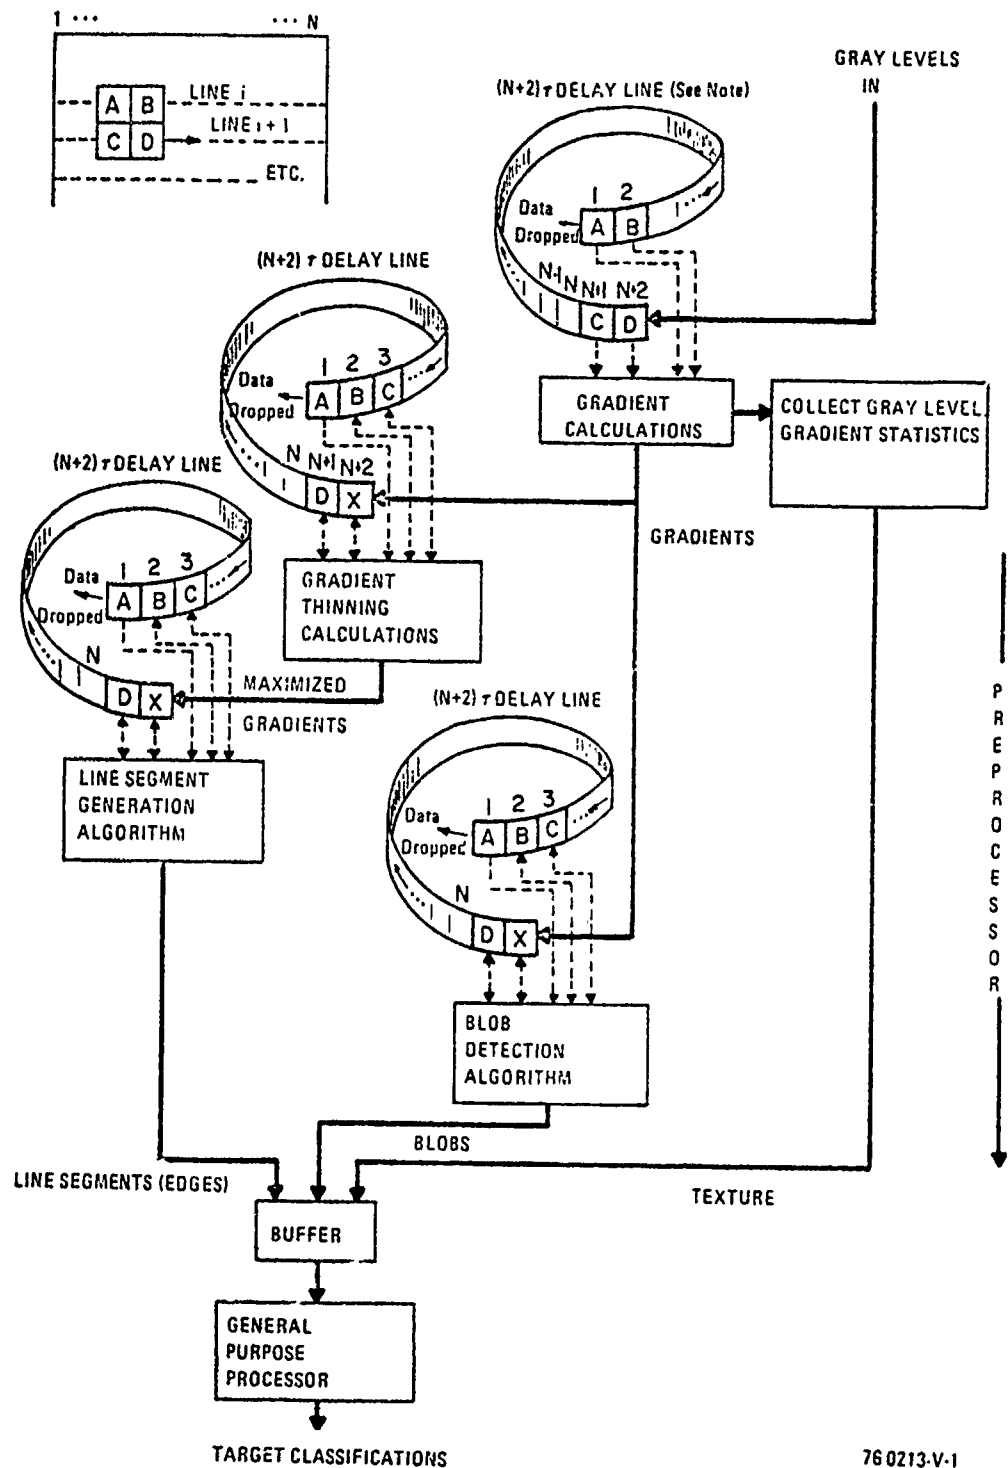 1 ··· ··· N
A B LINE i
C D LINE i + 1
ETC.
GRAY LEVELS
IN
(N+2) τ DELAY LINE (See Note)
1 2
Data
Dropped
A B
N-1 N N+1 N+2
C D
GRADIENT
CALCULATIONS
COLLECT GRAY LEVEL
GRADIENT STATISTICS
(N+2) τ DELAY LINE
1 2 3
Data
Dropped
A B C
N N+1 N+2
D X
GRADIENTS
GRADIENT
THINNING
CALCULATIONS
(N+2) τ DELAY LINE
1 2 3
Data
Dropped
A B C
N
D X
MAXIMIZED
GRADIENTS
LINE SEGMENT
GENERATION
ALGORITHM
(N+2) τ DELAY LINE
1 2 3
Data
Dropped
A B C
N
D X
BLOB
DETECTION
ALGORITHM
PREPROCESSOR
BLOBS
LINE SEGMENTS (EDGES)
TEXTURE
BUFFER
GENERAL
PURPOSE
PROCESSOR
TARGET CLASSIFICATIONS
76 0213-V-1